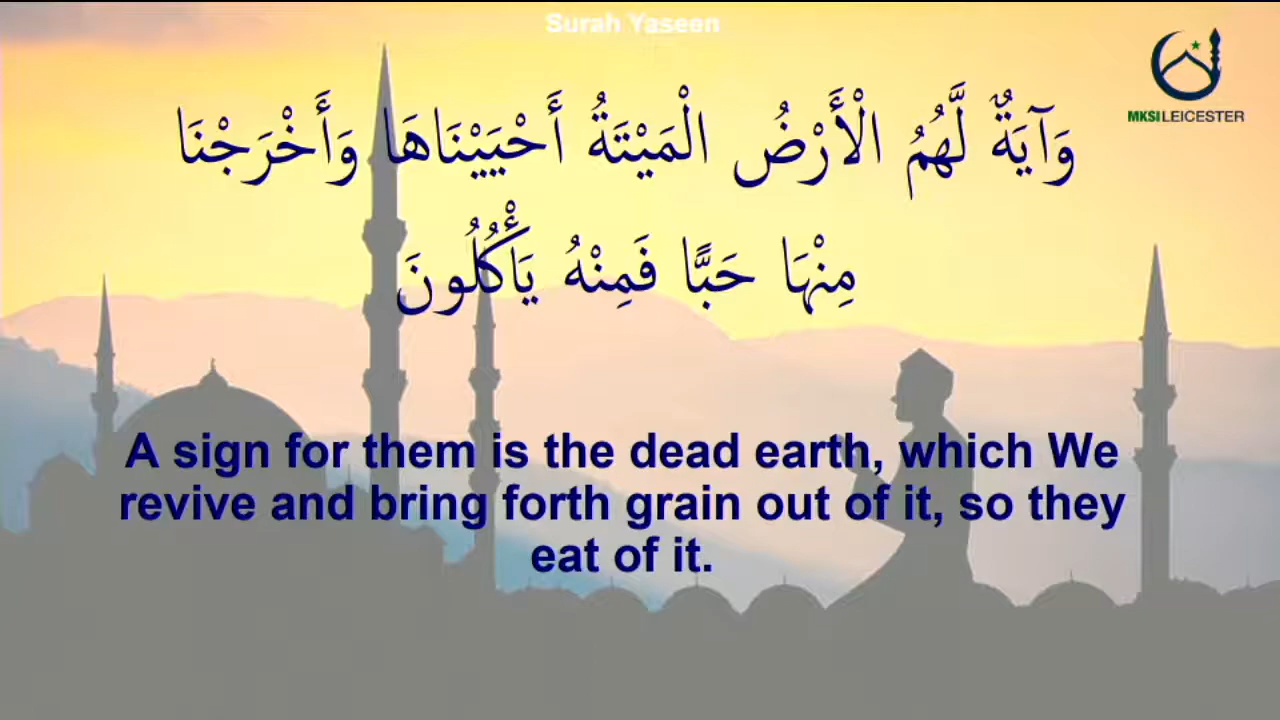 Surah Yaseen
MKSI LEICESTER
وَآيَةٌ لَّهُمُ الْأَرْضُ الْمَيْتَةُ أَحْيَيْنَاهَا وَأَخْرَجْنَا
مِنْهَا حَبًّا فَمِنْهُ يَأْكُلُونَ
A sign for them is the dead earth, which We
revive and bring forth grain out of it, so they
eat of it.